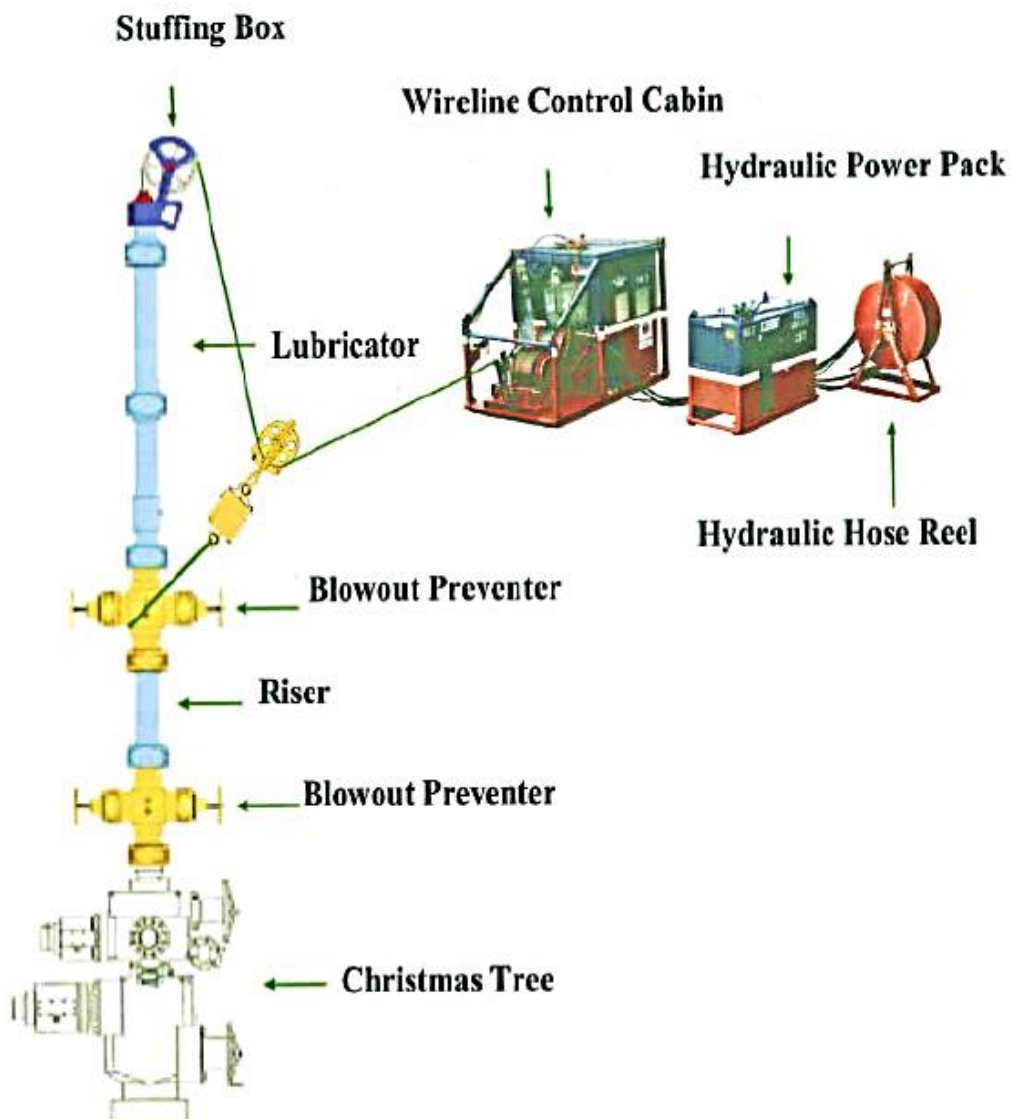 Stuffing Box
Wireline Control Cabin
Hydraulic Power Pack
Lubricator
Hydraulic Hose Reel
Blowout Preventer
Riser
Blowout Preventer
Christmas Tree